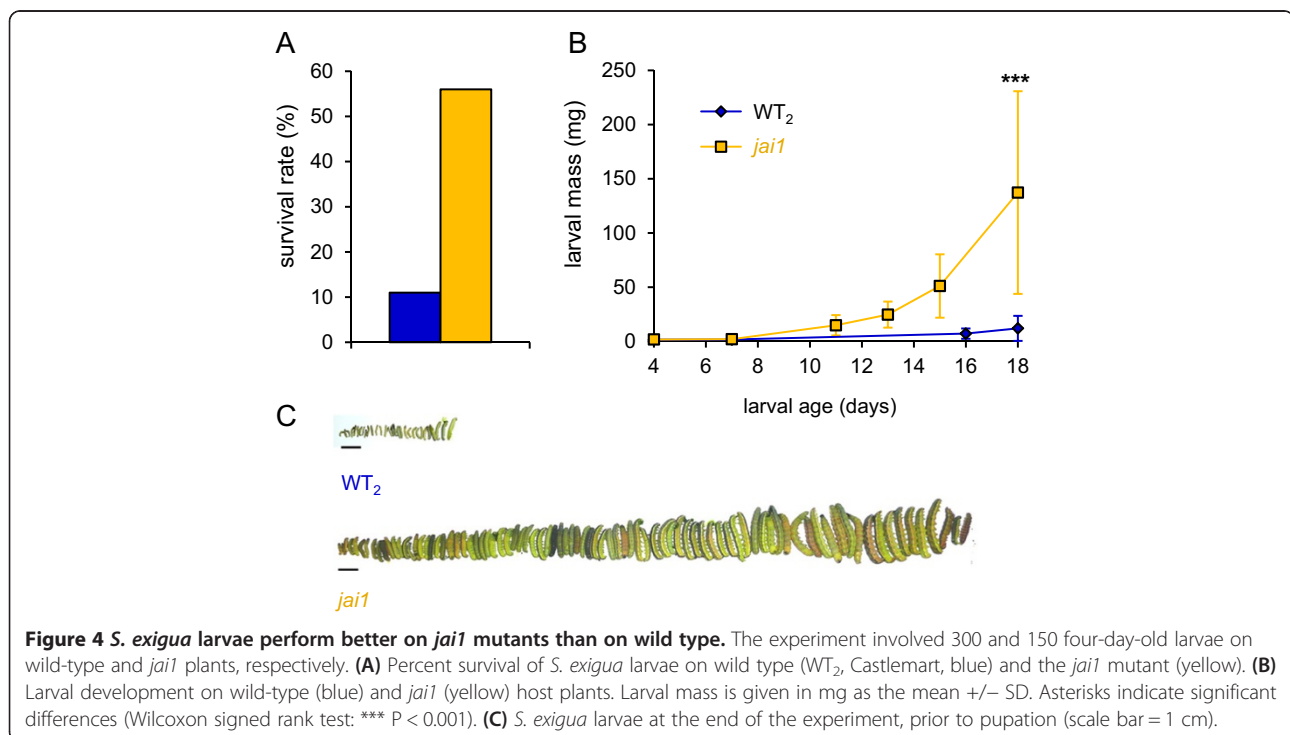 A
60
50
40
30
20
10
0
survival rate (%)
B
250
200
150
100
50
0
larval mass (mg)
WT2
jai1
***
4 6 8 10 12 14 16 18
larval age (days)
C
WT2
jai1
Figure 4 S. exigua larvae perform better on jai1 mutants than on wild type. The experiment involved 300 and 150 four-day-old larvae on
wild-type and jai1 plants, respectively. (A) Percent survival of S. exigua larvae on wild type (WT2, Castlemart, blue) and the jai1 mutant (yellow). (B)
Larval development on wild-type (blue) and jai1 (yellow) host plants. Larval mass is given in mg as the mean +/− SD. Asterisks indicate significant
differences (Wilcoxon signed rank test: *** P < 0.001). (C) S. exigua larvae at the end of the experiment, prior to pupation (scale bar = 1 cm).